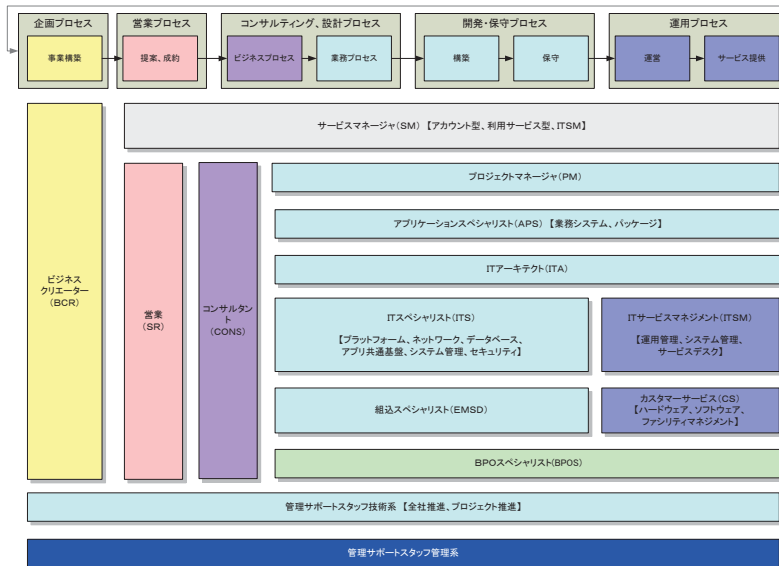 企画プロセス
営業プロセス
コンサルティング、設計プロセス
開発・保守プロセス
運用プロセス
事業構築
提案、成約
ビジネスプロセス
業務プロセス
構築
保守
運営
サービス提供
サービスマネージャ(SM) 【アカウント型、利用サービス型、ITSM】
プロジェクトマネージャ(PM)
アプリケーションスペシャリスト(APS) 【業務システム、パッケージ】
ITアーキテクト(ITA)
ビジネス
クリエーター
(BCR)
営業
(SR)
コンサルタン
ト
(CONS)
ITスペシャリスト(ITS)
【プラットフォーム、ネットワーク、データベース、
アプリ共通基盤、システム管理、セキュリティ】
ITサービスマネジメント(ITSM)
【運用管理、システム管理、
サービスデスク】
組込スペシャリスト(EMSD)
カスタマーサービス(CS)
【ハードウェア、ソフトウェア、
ファシリティマネジメント】
BPOスペシャリスト(BPOS)
管理サポートスタッフ技術系 【全社推進、プロジェクト推進】
管理サポートスタッフ管理系